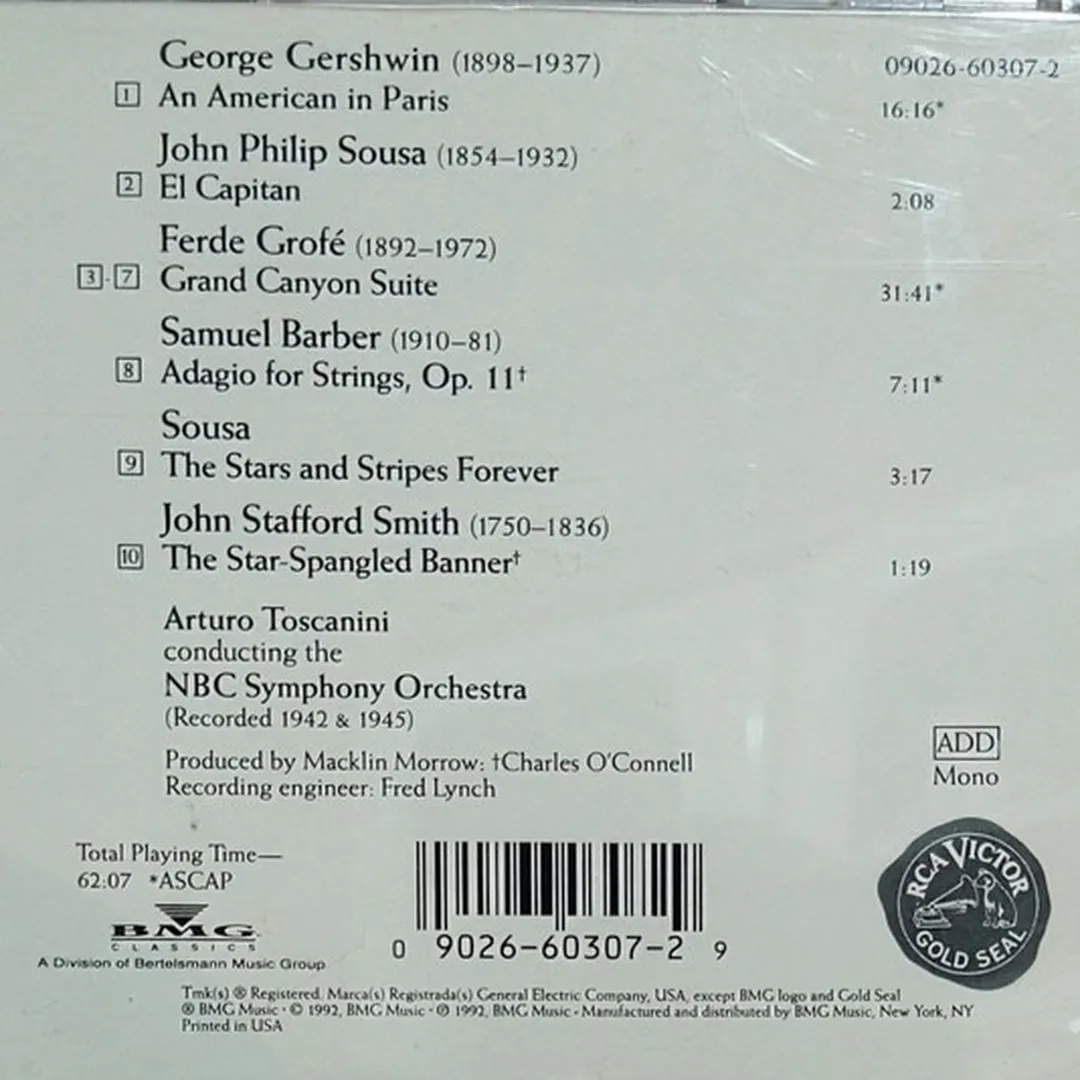 George Gershwin (1898–1937) 09026-60307-2
1 An American in Paris 16:16*
John Philip Sousa (1854–1932)
2 El Capitan 2:08
Ferde Grofé (1892–1972)
3-7 Grand Canyon Suite 31:41*
Samuel Barber (1910–81)
8 Adagio for Strings, Op. 11† 7:11*
Sousa
9 The Stars and Stripes Forever 3:17
John Stafford Smith (1750–1836)
10 The Star-Spangled Banner† 1:19
Arturo Toscanini
conducting the
NBC Symphony Orchestra
(Recorded 1942 & 1945)
Produced by Macklin Morrow; †Charles O'Connell
Recording engineer: Fred Lynch
ADD
Mono
Total Playing Time—
62:07 *ASCAP
BMG
CLASSICS
A Division of Bertelsmann Music Group
0 9026-60307-2 9
RCA VICTOR
GOLD SEAL
Tmk(s) ® Registered. Marca(s) Registrada(s) General Electric Company, USA, except BMG logo and Gold Seal
® BMG Music · © 1992, BMG Music · ℗ 1992, BMG Music · Manufactured and distributed by BMG Music, New York, NY
Printed in USA